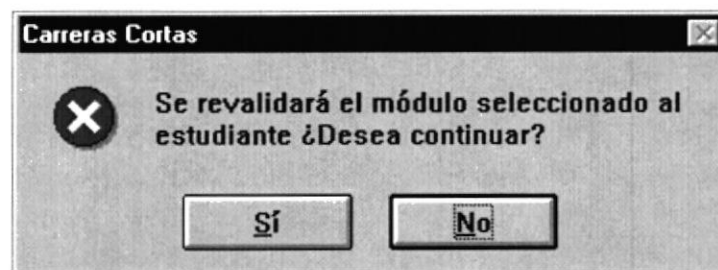 Carreras Cortas
Se revalidará el módulo seleccionado al
estudiante ¿Desea continuar?
Sí
No